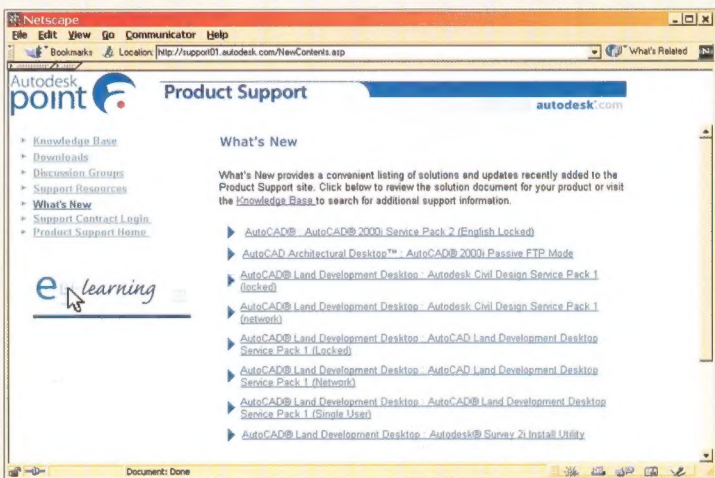 Netscape
File Edit View Go Communicator Help
Bookmarks Location: http://support01.autodesk.com/NewContents.asp What's Related
Autodesk
point
Product Support
autodesk.com
Knowledge Base
Downloads
Discussion Groups
Support Resources
What's New
Support Contract Login
Product Support Home
e learning
What's New
What's New provides a convenient listing of solutions and updates recently added to the
Product Support site. Click below to review the solution document for your product or visit
the Knowledge Base to search for additional support information.
AutoCAD® : AutoCAD® 2000i Service Pack 2 (English Locked)
AutoCAD Architectural Desktop™ : AutoCAD® 2000i Passive FTP Mode
AutoCAD® Land Development Desktop : Autodesk Civil Design Service Pack 1
(locked)
AutoCAD® Land Development Desktop : Autodesk Civil Design Service Pack 1
(network)
AutoCAD® Land Development Desktop : AutoCAD Land Development Desktop
Service Pack 1 (Locked)
AutoCAD® Land Development Desktop : AutoCAD Land Development Desktop
Service Pack 1 (Network)
AutoCAD® Land Development Desktop : AutoCAD® Land Development Desktop
Service Pack 1 (Single User)
AutoCAD® Land Development Desktop : Autodesk® Survey 2i Install Utility
Document: Done